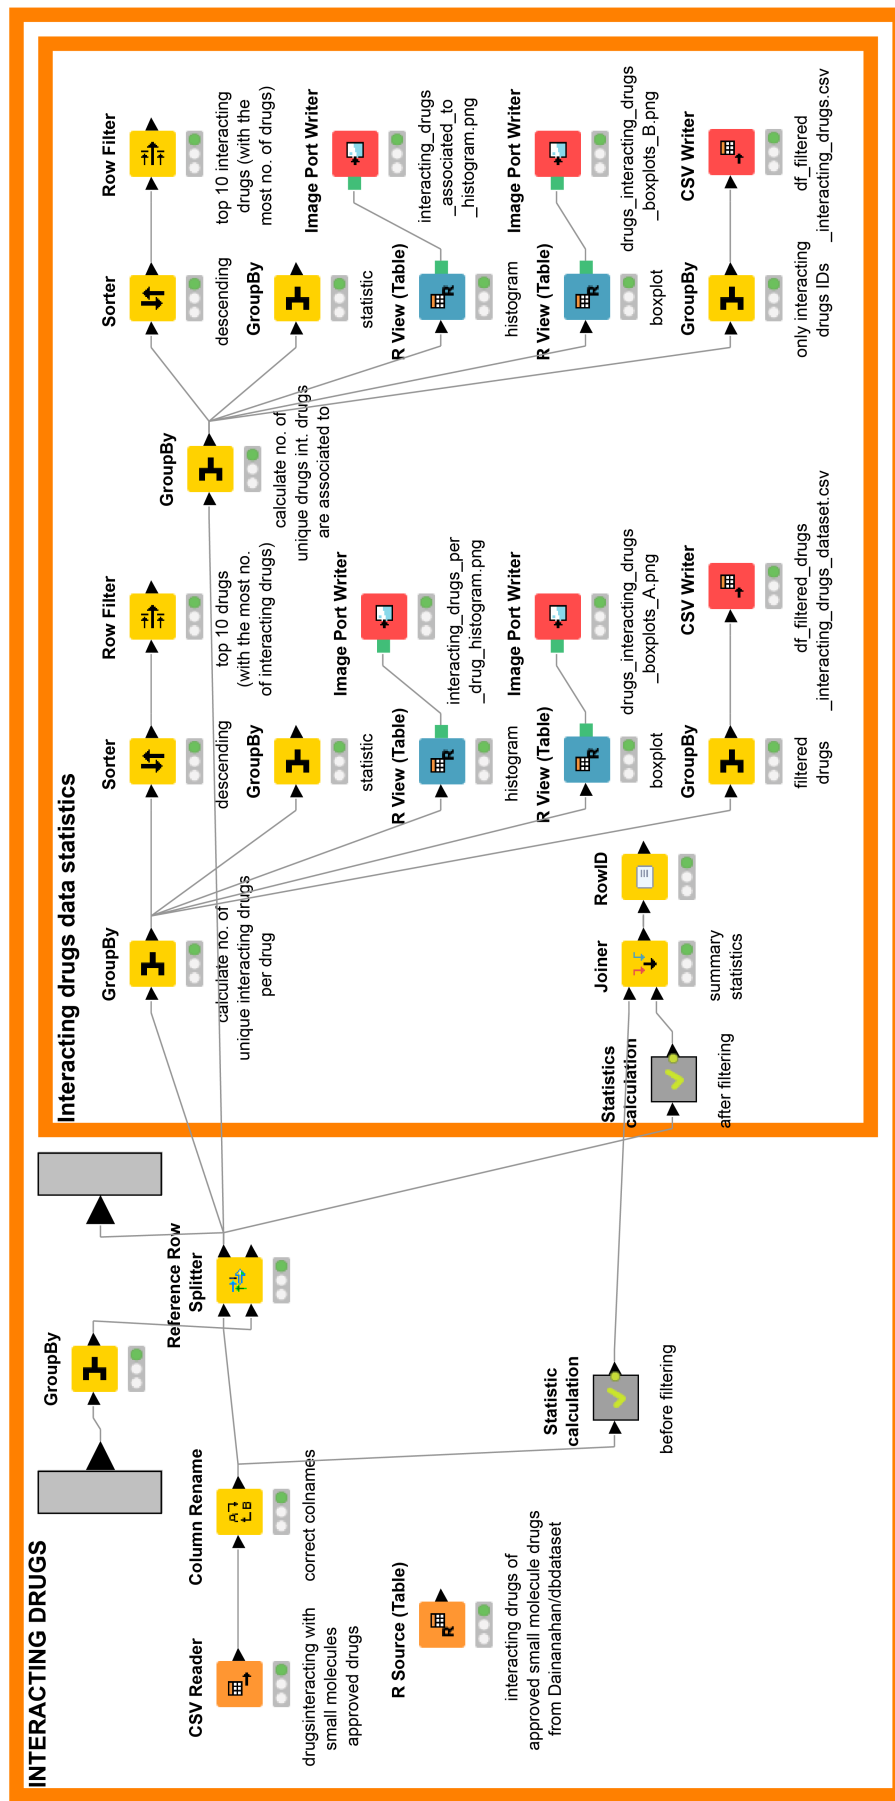 INTERACTING DRUGS
CSV Reader
drugsinteracting with
small molecules
approved drugs
Column Rename
correct colnames
R Source (Table)
interacting drugs of
approved small molecule drugs
from Dainanahan/dbdataset
GroupBy
Reference Row
Splitter
Statistic
calculation
before filtering
Interacting drugs data statistics
GroupBy
calculate no. of
unique interacting drugs
per drug
Sorter
descending
Row Filter
top 10 drugs
(with the most no.
of interacting drugs)
GroupBy
statistic
R View (Table)
histogram
Image Port Writer
interacting_drugs_per
_drug_histogram.png
R View (Table)
boxplot
Image Port Writer
drugs_interacting_drugs
_boxplots_A.png
GroupBy
filtered
drugs
CSV Writer
df_filtered_drugs
_interacting_drugs_dataset.csv
Statistics
calculation
after filtering
Joiner
summary
statistics
RowID
GroupBy
calculate no. of
unique drugs int. drugs
are associated to
Sorter
descending
Row Filter
top 10 interacting
drugs (with the
most no. of drugs)
GroupBy
statistic
R View (Table)
histogram
Image Port Writer
interacting_drugs
_associated_to
_histogram.png
R View (Table)
boxplot
Image Port Writer
drugs_interacting_drugs
_boxplots_B.png
GroupBy
only interacting
drugs IDs
CSV Writer
df_filtered
_interacting_drugs.csv